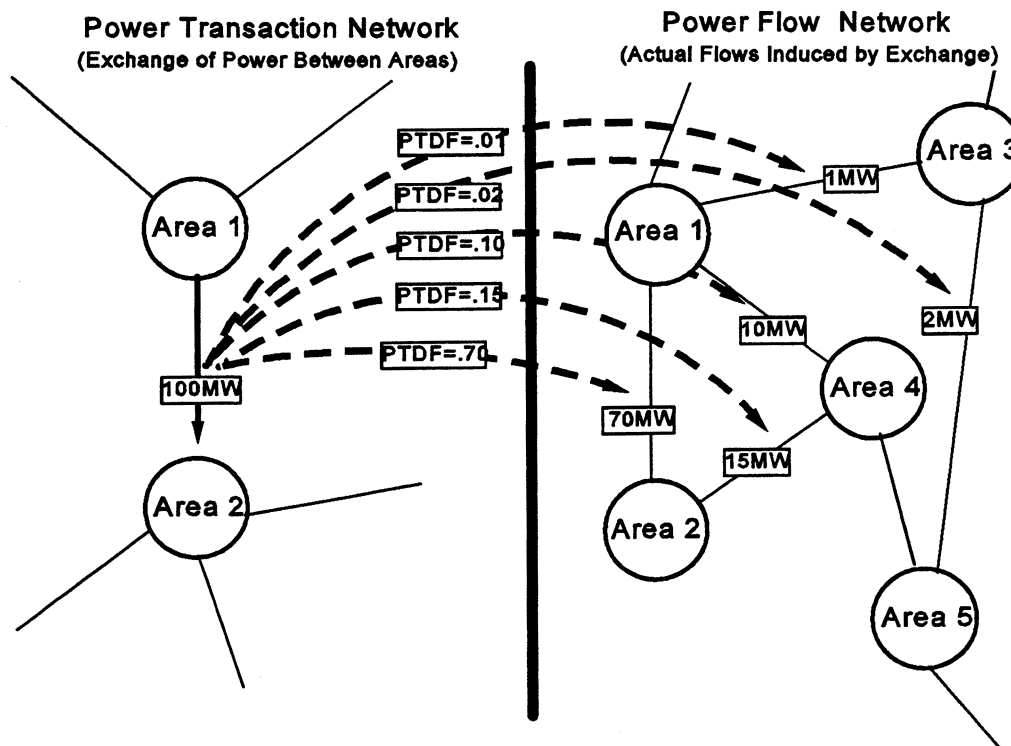 Power Transaction Network
(Exchange of Power Between Areas)
Power Flow Network
(Actual Flows Induced by Exchange)
PTDF=.01
PTDF=.02
PTDF=.10
PTDF=.15
PTDF=.70
Area 1
100MW
Area 2
Area 1
Area 3
1MW
10MW
2MW
Area 4
70MW
15MW
Area 2
Area 5